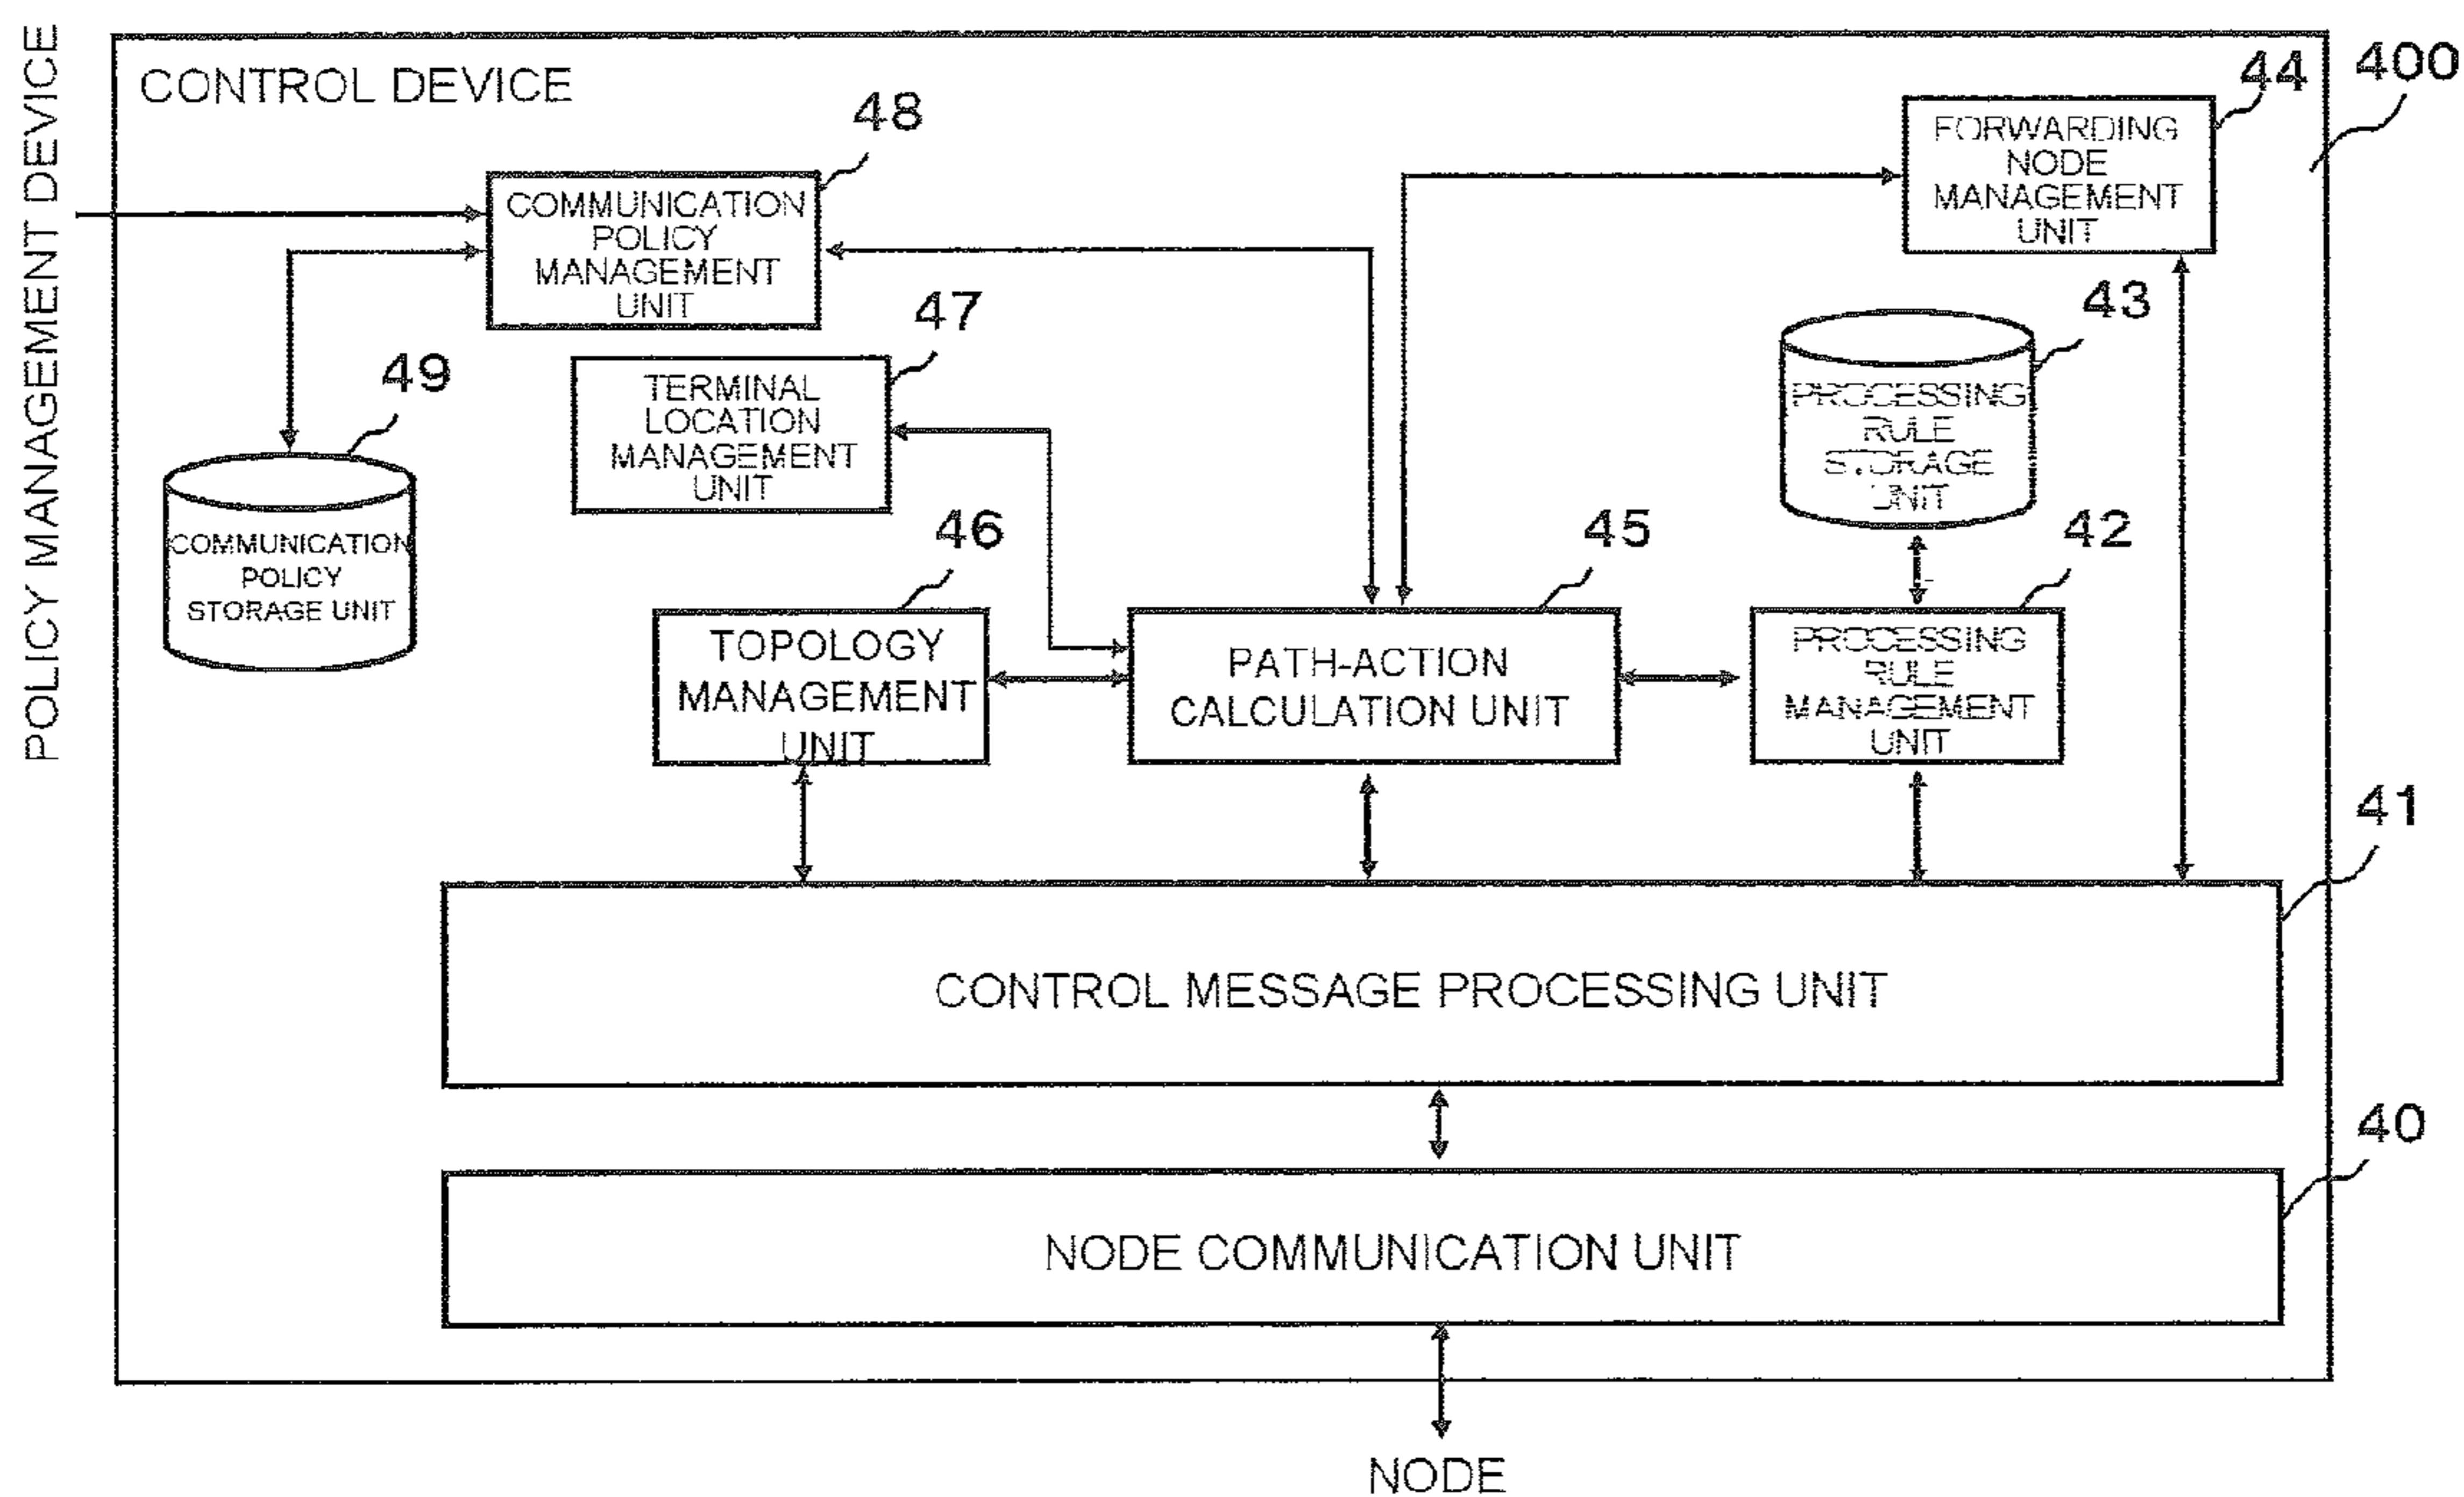 POLICY MANAGEMENT DEVICE
CONTROL DEVICE
400
44
FORWARDING
NODE
MANAGEMENT
UNIT
48
COMMUNICATION
POLICY
MANAGEMENT
UNIT
47
TERMINAL
LOCATION
MANAGEMENT
UNIT
43
PROCESSING
RULE
STORAGE
UNIT
49
COMMUNICATION
POLICY
STORAGE UNIT
46
TOPOLOGY
MANAGEMENT
UNIT
45
PATH-ACTION
CALCULATION UNIT
42
PROCESSING
RULE
MANAGEMENT
UNIT
41
CONTROL MESSAGE PROCESSING UNIT
40
NODE COMMUNICATION UNIT
NODE